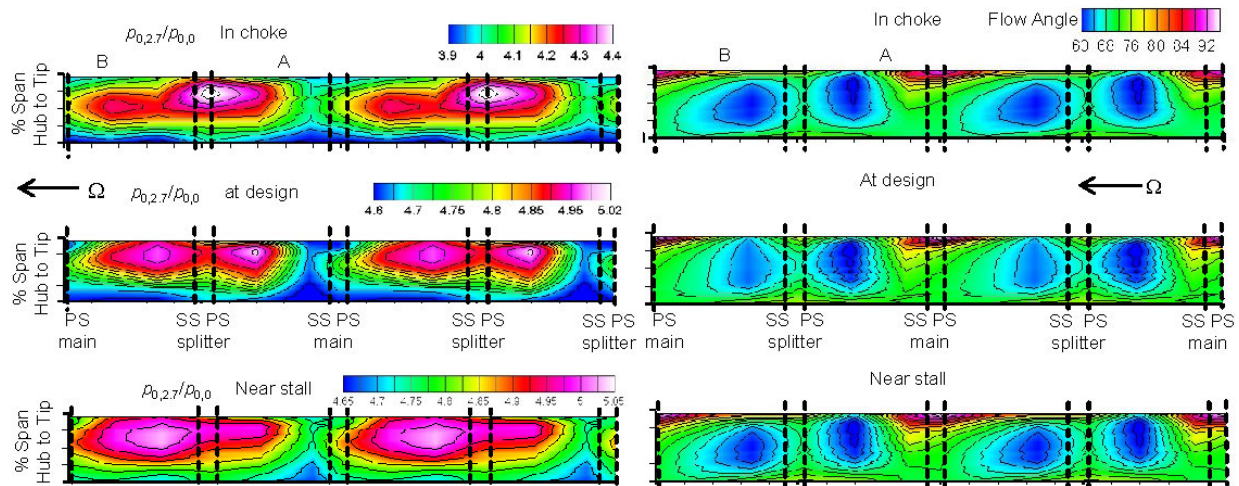 p0,2.7/p0,0 In choke
3.9 4 4.1 4.2 4.3 4.4
B A
% Span
Hub to Tip
Ω p0,2.7/p0,0 at design
4.6 4.7 4.75 4.8 4.85 4.95 5.02
% Span
Hub to Tip
PS SS PS SS PS SS PS SS PS
main splitter main splitter splitter
p0,2.7/p0,0 Near stall
4.65 4.7 4.75 4.8 4.85 4.9 4.95 5 5.05
% Span
Hub to Tip
In choke Flow Angle
60 68 76 80 84 92
B A
At design
Ω
PS SS PS SS PS SS PS SS PS
main splitter main splitter main
Near stall